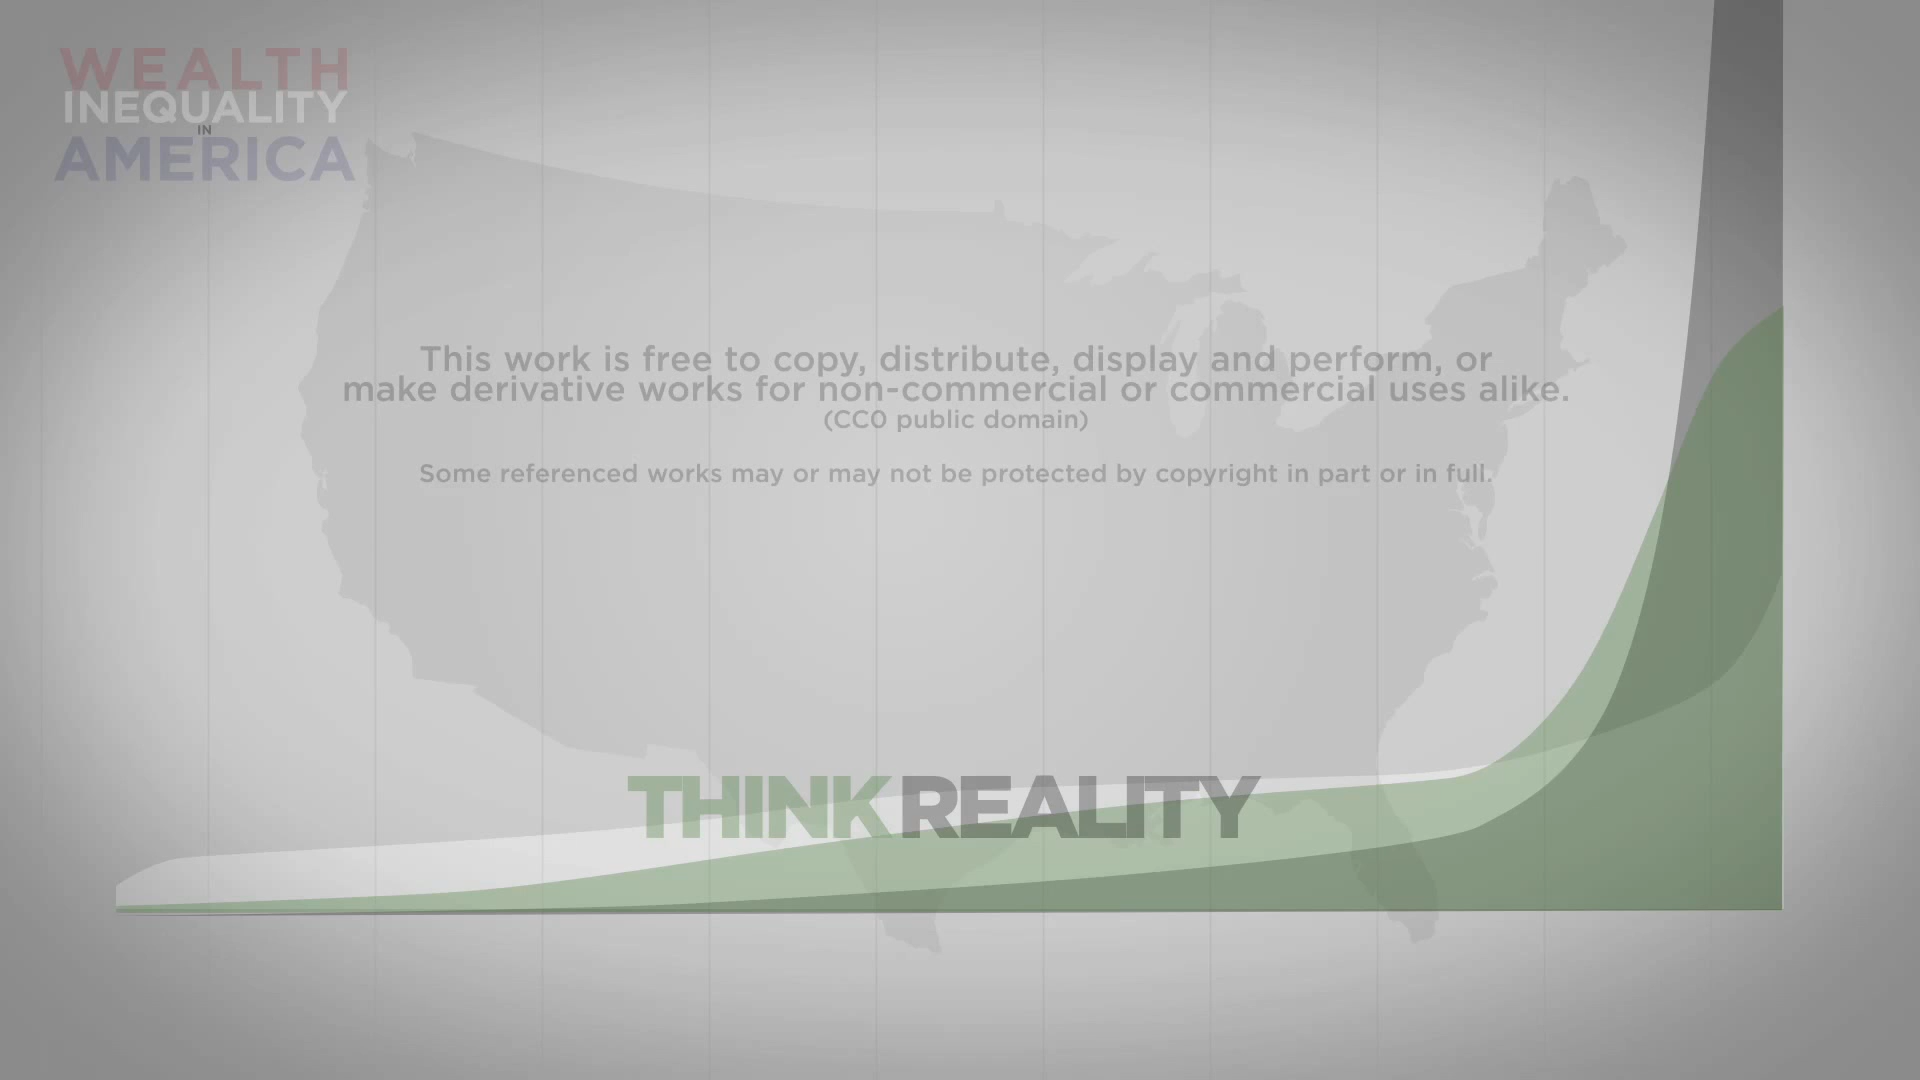 WEALTH
INEQUALITY
IN
AMERICA
This work is free to copy, distribute, display and perform, or
make derivative works for non-commercial or commercial uses alike.
(CC0 public domain)
Some referenced works may or may not be protected by copyright in part or in full.
THINKREALITY